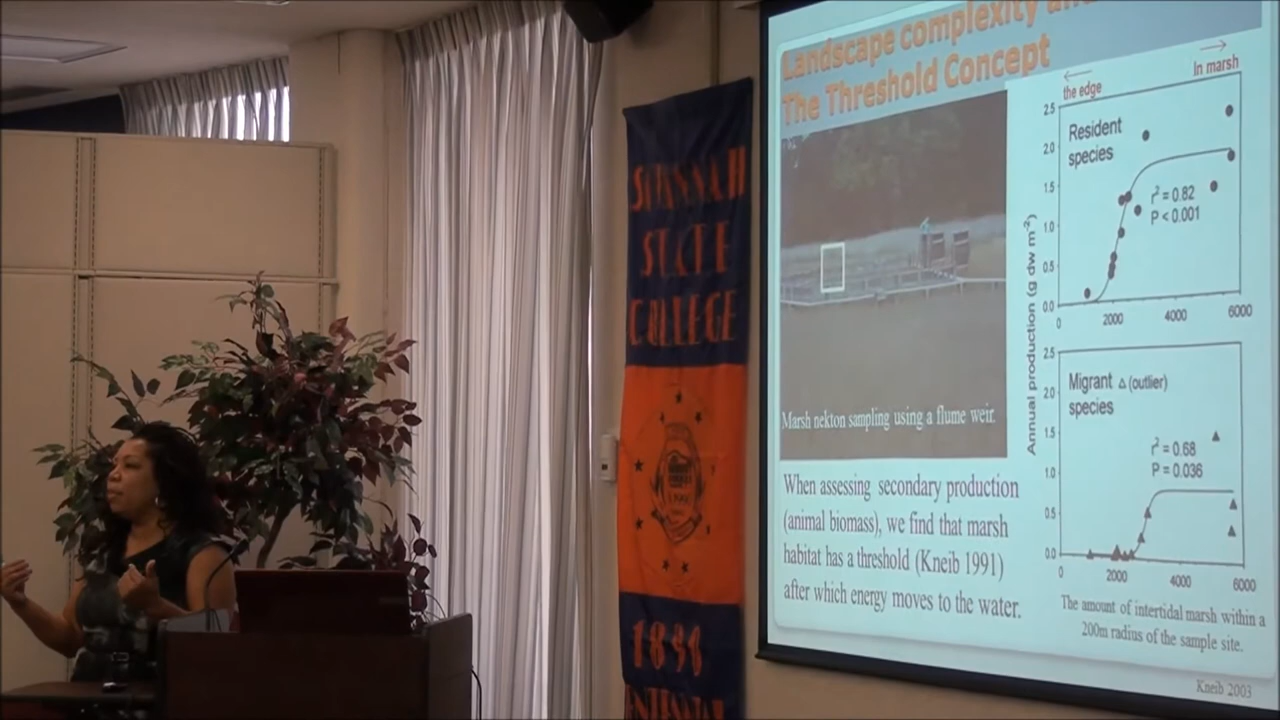 SAVANNAH
STATE
COLLEGE
Landscape complexity and
The Threshold Concept
Marsh nekton sampling using a flume weir.
When assessing secondary production
(animal biomass), we find that marsh
habitat has a threshold (Kneib 1991)
after which energy moves to the water.
the edge
In marsh
Annual production (g dw m-2)
2.5
2.0
1.5
1.0
0.5
0.0
Resident
species
r2 = 0.82
P < 0.001
0 2000 4000 6000
2.5
2.0
1.5
1.0
0.5
0.0
Migrant △ (outlier)
species
r2 = 0.68
P = 0.036
0 2000 4000 6000
The amount of intertidal marsh within a
200m radius of the sample site.
Kneib 2003